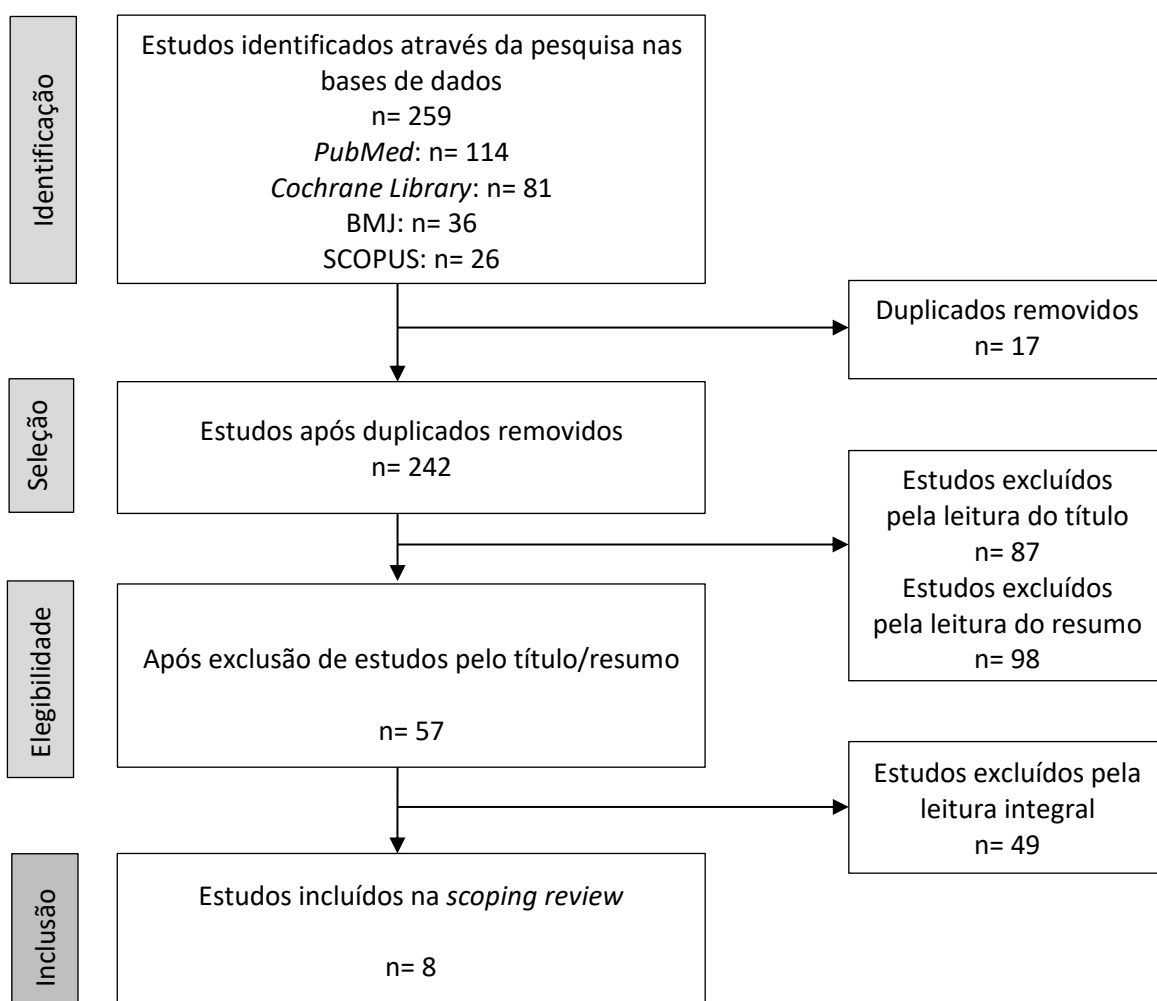 Identificação
Estudos identificados através da pesquisa nas
bases de dados
n= 259
PubMed: n= 114
Cochrane Library: n= 81
BMJ: n= 36
SCOPUS: n= 26
Duplicados removidos
n= 17
Seleção
Estudos após duplicados removidos
n= 242
Estudos excluídos
pela leitura do título
n= 87
Estudos excluídos
pela leitura do resumo
n= 98
Elegibilidade
Após exclusão de estudos pelo título/resumo
n= 57
Estudos excluídos pela
leitura integral
n= 49
Inclusão
Estudos incluídos na scoping review
n= 8